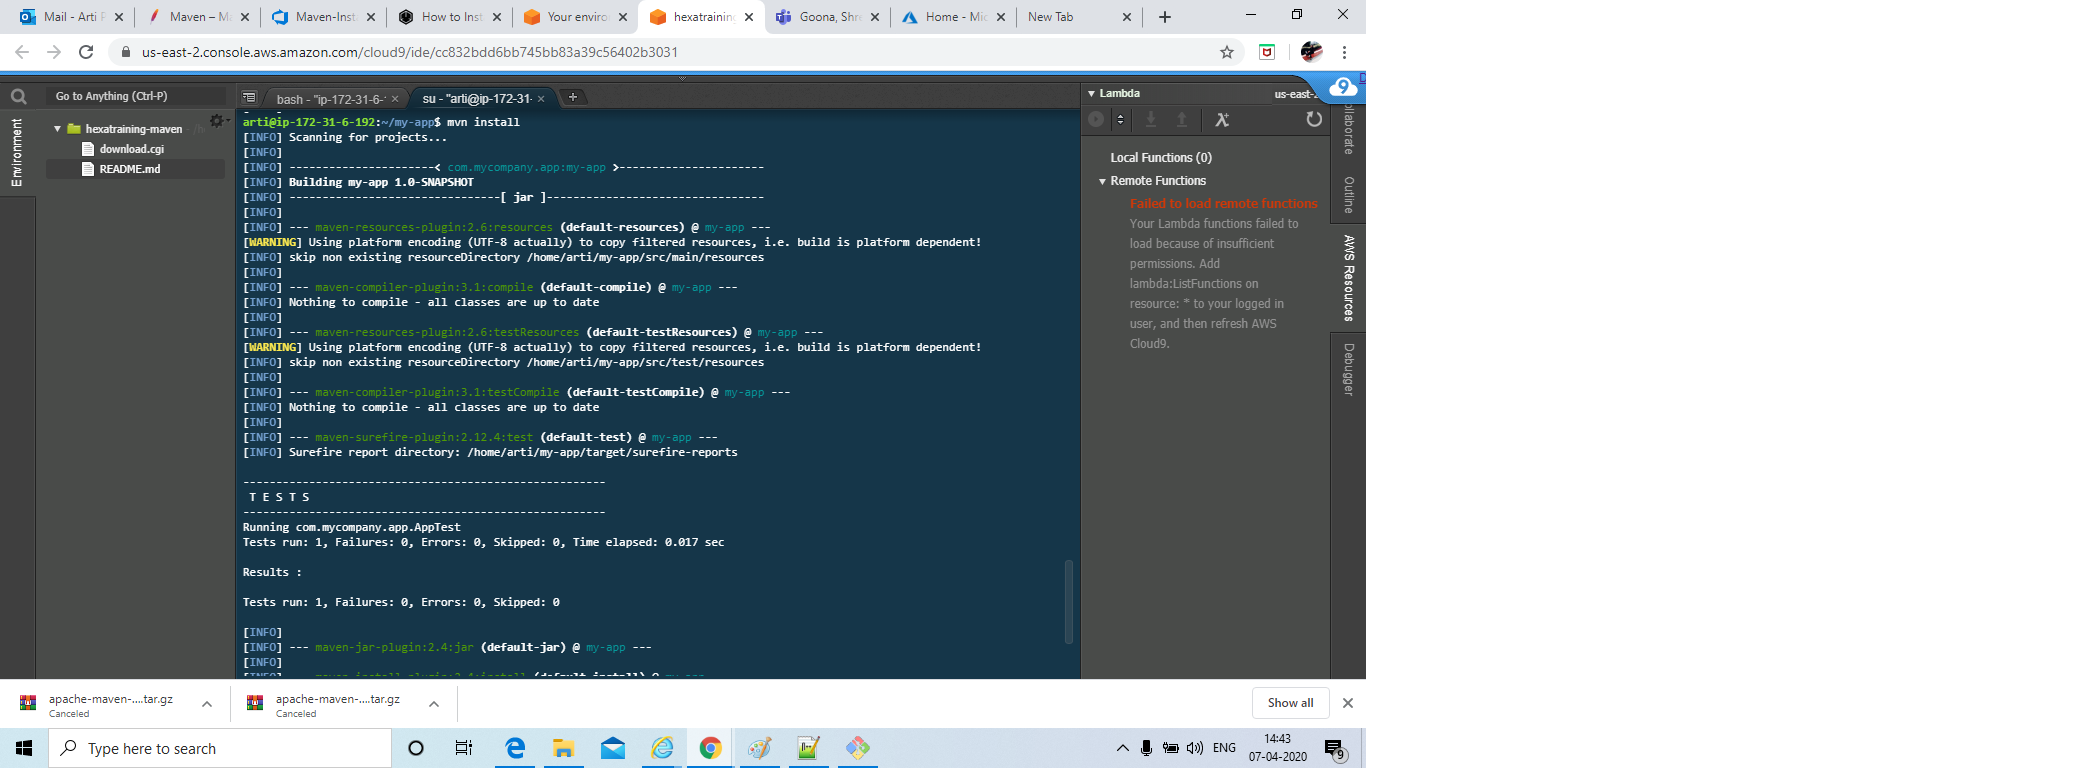 Mail - Arti P
Maven – M
Maven-Inst
How to Inst
Your enviro
hexatraining
Goona, Shr
Home - Mic
New Tab
us-east-2.console.aws.amazon.com/cloud9/ide/cc832bdd6bb745bb83a39c56402b3031
Go to Anything (Ctrl-P)
bash - "ip-172-31-6-
su - "arti@ip-172-31-
Lambda
us-east-
9
Environment
hexatraining-maven
download.cgi
README.md
arti@ip-172-31-6-192:~/my-app$ mvn install
[INFO] Scanning for projects...
[INFO]
[INFO] ----------------------< com.mycompany.app:my-app >----------------------
[INFO] Building my-app 1.0-SNAPSHOT
[INFO] --------------------------------[ jar ]---------------------------------
[INFO]
[INFO] --- maven-resources-plugin:2.6:resources (default-resources) @ my-app ---
[WARNING] Using platform encoding (UTF-8 actually) to copy filtered resources, i.e. build is platform dependent!
[INFO] skip non existing resourceDirectory /home/arti/my-app/src/main/resources
[INFO]
[INFO] --- maven-compiler-plugin:3.1:compile (default-compile) @ my-app ---
[INFO] Nothing to compile - all classes are up to date
[INFO]
[INFO] --- maven-resources-plugin:2.6:testResources (default-testResources) @ my-app ---
[WARNING] Using platform encoding (UTF-8 actually) to copy filtered resources, i.e. build is platform dependent!
[INFO] skip non existing resourceDirectory /home/arti/my-app/src/test/resources
[INFO]
[INFO] --- maven-compiler-plugin:3.1:testCompile (default-testCompile) @ my-app ---
[INFO] Nothing to compile - all classes are up to date
[INFO]
[INFO] --- maven-surefire-plugin:2.12.4:test (default-test) @ my-app ---
[INFO] Surefire report directory: /home/arti/my-app/target/surefire-reports
-------------------------------------------------------
T E S T S
-------------------------------------------------------
Running com.mycompany.app.AppTest
Tests run: 1, Failures: 0, Errors: 0, Skipped: 0, Time elapsed: 0.017 sec
Results :
Tests run: 1, Failures: 0, Errors: 0, Skipped: 0
[INFO]
[INFO] --- maven-jar-plugin:2.4:jar (default-jar) @ my-app ---
[INFO]
[INFO] --- maven-install-plugin:2.4:install (default-install) @ my-app ---
Local Functions (0)
Remote Functions
Failed to load remote functions
Your Lambda functions failed to
load because of insufficient
permissions. Add
lambda:ListFunctions on
resource: * to your logged in
user, and then refresh AWS
Cloud9.
ollaborate
Outline
AWS Resources
Debugger
apache-maven-....tar.gz
Canceled
apache-maven-....tar.gz
Canceled
Show all
Type here to search
ENG
14:43
07-04-2020
9